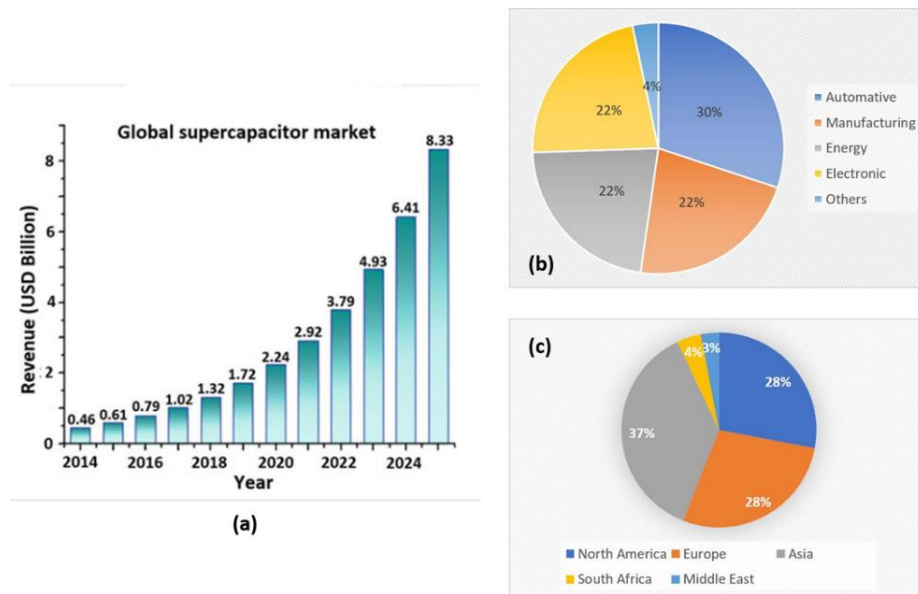 Global supercapacitor market
Revenue (USD Billion)
8
6
4
2
0
0.46
0.61
0.79
1.02
1.32
1.72
2.24
2.92
3.79
4.93
6.41
8.33
2014
2016
2018
2020
2022
2024
Year
(a)
30%
22%
22%
22%
4%
Automative
Manufacturing
Energy
Electronic
Others
(b)
(c)
28%
28%
37%
4%
3%
North America
Europe
Asia
South Africa
Middle East